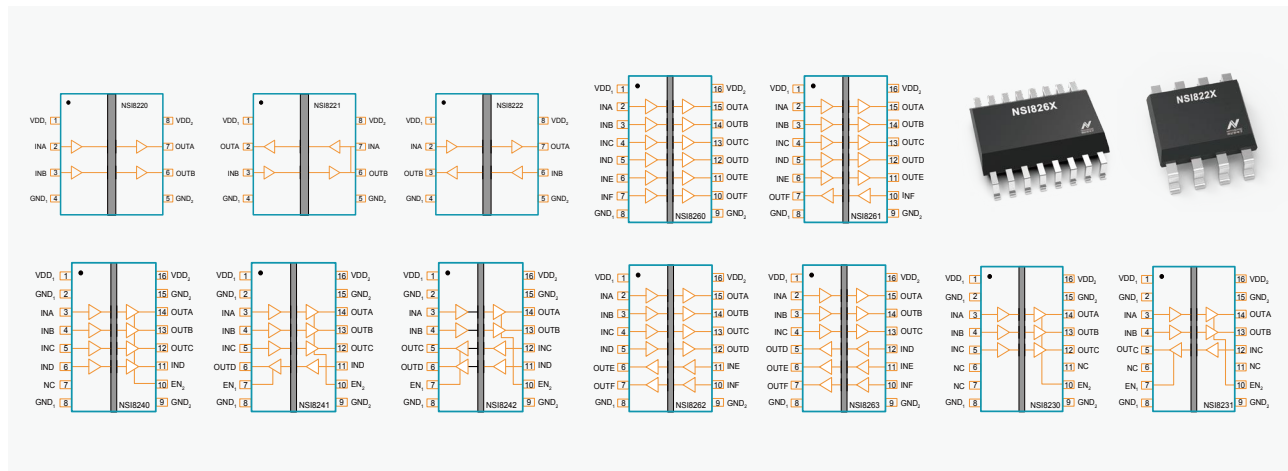 NSI8220
VDD₁ 1 8 VDD₂
INA 2 7 OUTA
INB 3 6 OUTB
GND₁ 4 5 GND₂
NSI8221
VDD₁ 1 8 VDD₂
OUTA 2 7 INA
INB 3 6 OUTB
GND₁ 4 5 GND₂
NSI8222
VDD₁ 1 8 VDD₂
INA 2 7 OUTA
OUTB 3 6 INB
GND₁ 4 5 GND₂
VDD₁ 1 16 VDD₂
INA 2 15 OUTA
INB 3 14 OUTB
INC 4 13 OUTC
IND 5 12 OUTD
INE 6 11 OUTE
INF 7 10 OUTF
GND₁ 8 9 GND₂
NSI8260
VDD₁ 1 16 VDD₂
INA 2 15 OUTA
INB 3 14 OUTB
INC 4 13 OUTC
IND 5 12 OUTD
INE 6 11 OUTE
OUTF 7 10 INF
GND₁ 8 9 GND₂
NSI8261
NSI826X
NSI822X
VDD₁ 1 16 VDD₂
GND₁ 2 15 GND₂
INA 3 14 OUTA
INB 4 13 OUTB
INC 5 12 OUTC
IND 6 11 IND
NC 7 10 EN₂
GND₁ 8 9 GND₂
NSI8240
VDD₁ 1 16 VDD₂
GND₁ 2 15 GND₂
INA 3 14 OUTA
INB 4 13 OUTB
INC 5 12 OUTC
OUTD 6 11 IND
EN₁ 7 10 EN₂
GND₁ 8 9 GND₂
NSI8241
VDD₁ 1 16 VDD₂
GND₁ 2 15 GND₂
INA 3 14 OUTA
INB 4 13 OUTB
OUTC 5 12 INC
OUTD 6 11 IND
EN₁ 7 10 EN₂
GND₁ 8 9 GND₂
NSI8242
VDD₁ 1 16 VDD₂
INA 2 15 OUTA
INB 3 14 OUTB
INC 4 13 OUTC
IND 5 12 OUTD
OUTE 6 11 INE
OUTF 7 10 INF
GND₁ 8 9 GND₂
NSI8262
VDD₁ 1 16 VDD₂
INA 2 15 OUTA
INB 3 14 OUTB
INC 4 13 OUTC
OUTD 5 12 IND
OUTE 6 11 INE
OUTF 7 10 INF
GND₁ 8 9 GND₂
NSI8263
VDD₁ 1 16 VDD₂
GND₁ 2 15 GND₂
INA 3 14 OUTA
INB 4 13 OUTB
INC 5 12 OUTC
NC 6 11 NC
NC 7 10 EN₂
GND₁ 8 9 GND₂
NSI8230
VDD₁ 1 16 VDD₂
GND₁ 2 15 GND₂
INA 3 14 OUTA
INB 4 13 OUTB
OUTC 5 12 INC
NC 6 11 NC
EN₁ 7 10 EN₂
GND₁ 8 9 GND₂
NSI8231